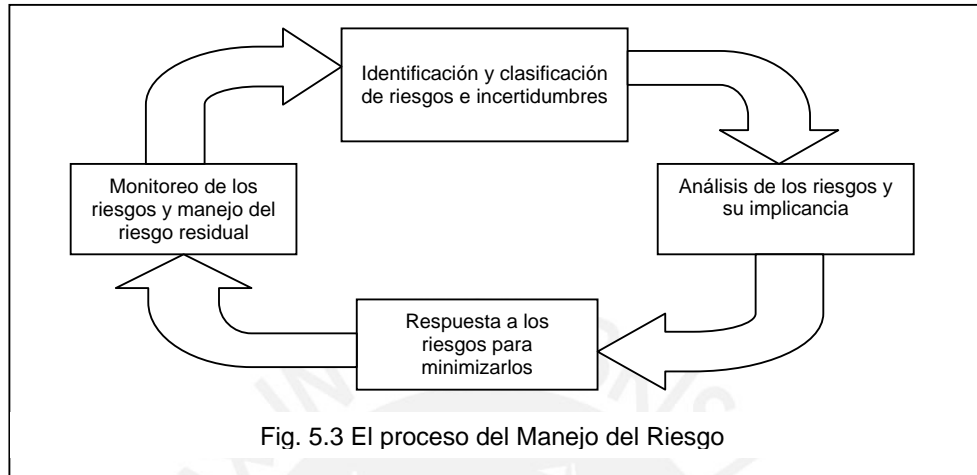 Identificación y clasificación
de riesgos e incertidumbres
Monitoreo de los
riesgos y manejo del
riesgo residual
Análisis de los riesgos y
su implicancia
Respuesta a los
riesgos para
minimizarlos
Fig. 5.3 El proceso del Manejo del Riesgo